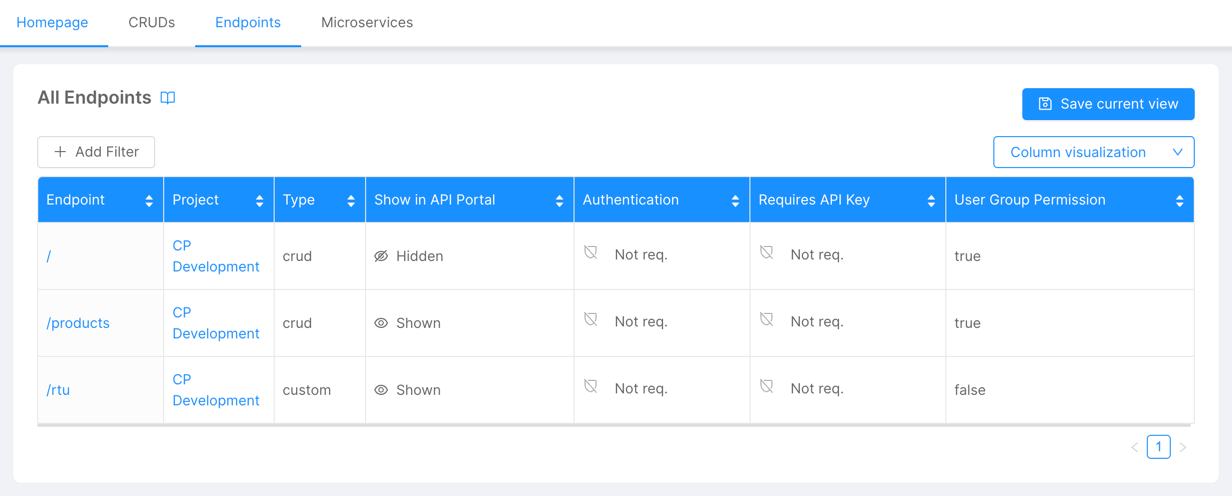 Homepage CRUDs Endpoints Microservices
All Endpoints
Save current view
Add Filter
Column visualization
Endpoint Project Type Show in API Portal Authentication Requires API Key User Group Permission
/ CP Development crud Hidden Not req. Not req. true
/products CP Development crud Shown Not req. Not req. true
/rtu CP Development custom Shown Not req. Not req. false
1